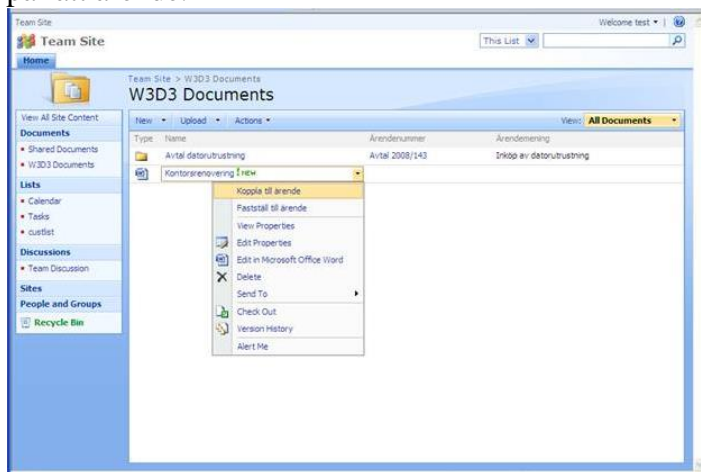 Team Site
Welcome test
Team Site
This List
Home
Team Site > W3D3 Documents
W3D3 Documents
View All Site Content
New Upload Actions View: All Documents
Documents
Type Name Ärendenummer Ärendemening
Shared Documents
Avtal datorutrustning Avtal 2008/143 Inköp av datorutrustning
W3D3 Documents
Kontorsrenovering ! NEW
Lists
Calendar
Tasks
custlist
Discussions
Team Discussion
Sites
People and Groups
Recycle Bin
Koppla till ärende
Fastställ till ärende
View Properties
Edit Properties
Edit in Microsoft Office Word
Delete
Send To
Check Out
Version History
Alert Me